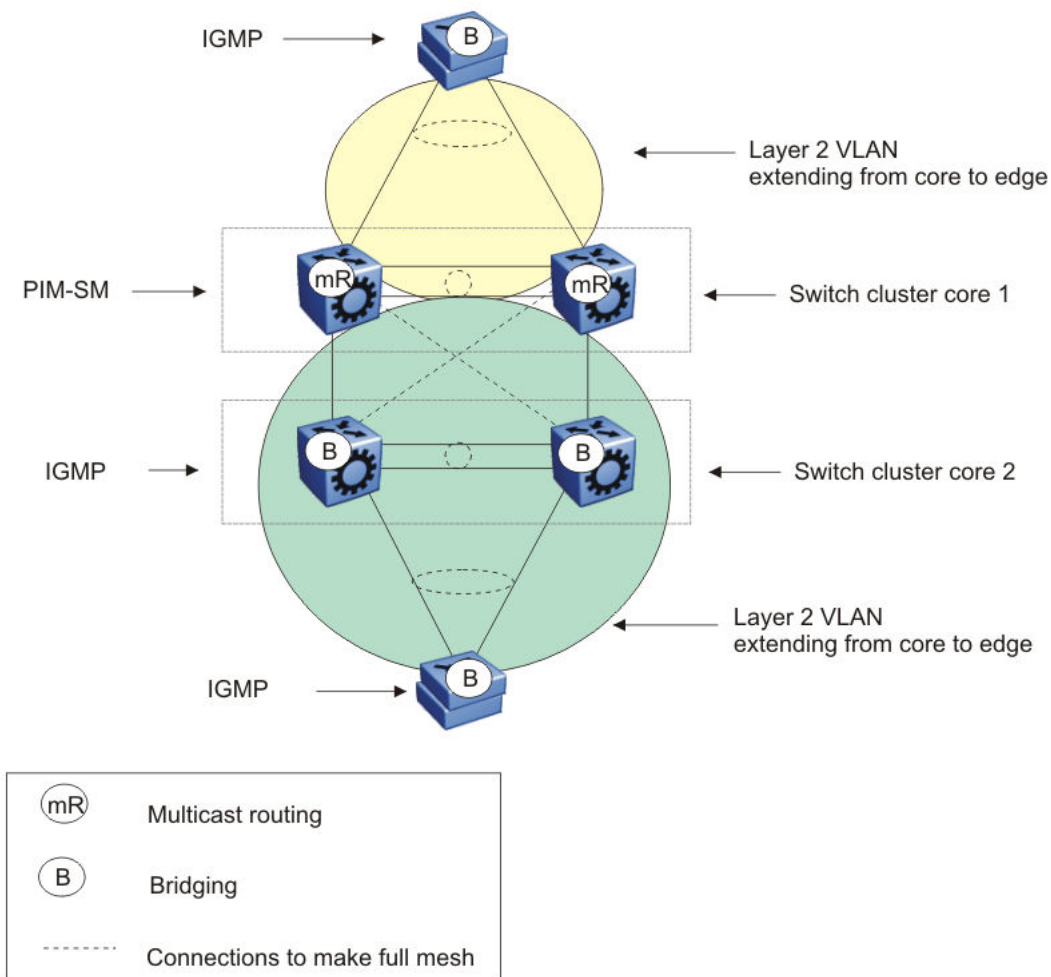 IGMP
B
Layer 2 VLAN
extending from core to edge
PIM-SM
mR
mR
Switch cluster core 1
IGMP
B
B
Switch cluster core 2
Layer 2 VLAN
extending from core to edge
IGMP
B
mR Multicast routing
B Bridging
Connections to make full mesh